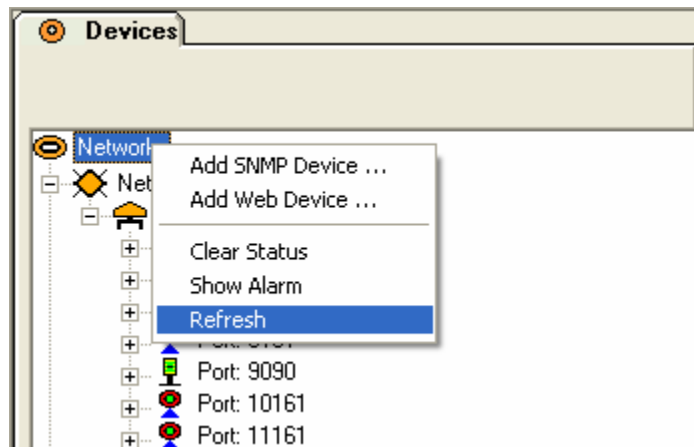 Devices
Network
Net
Add SNMP Device ...
Add Web Device ...
Clear Status
Show Alarm
Refresh
Port: 9090
Port: 10161
Port: 11161